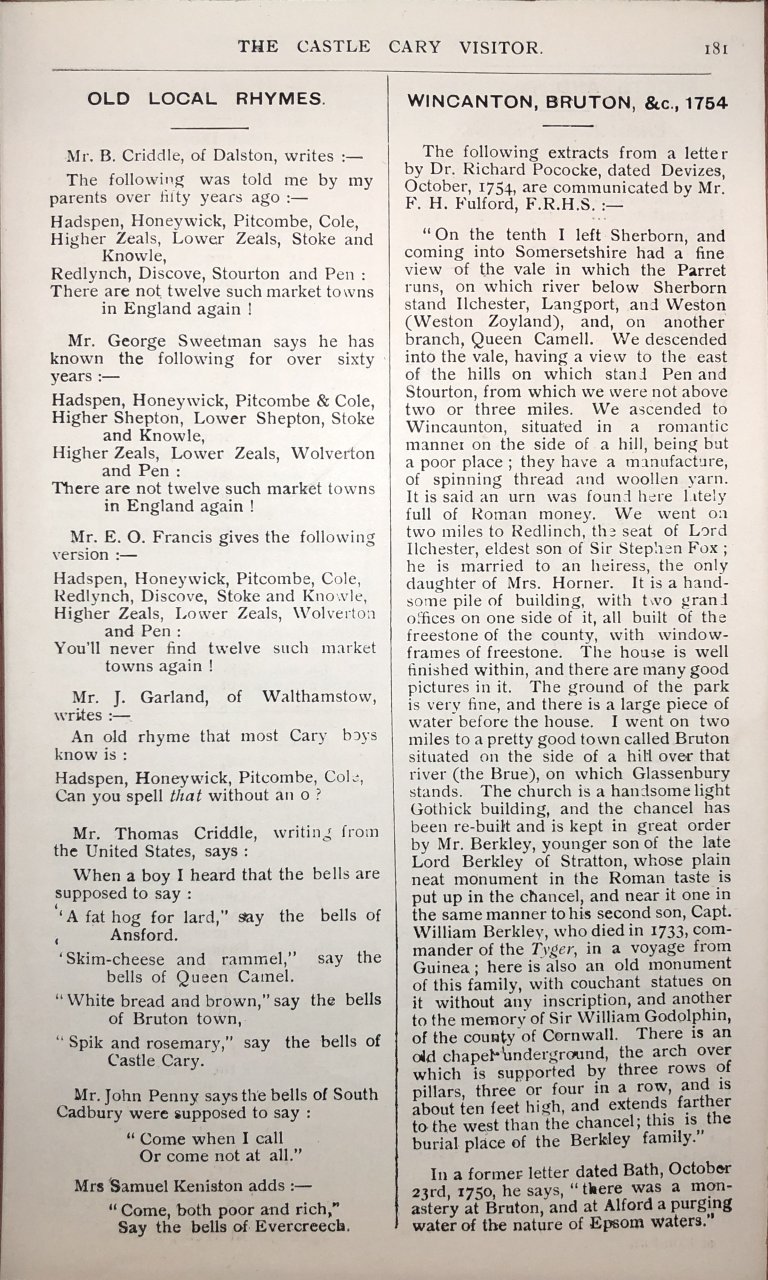 THE CASTLE CARY VISITOR.
181
OLD LOCAL RHYMES.
Mr. B. Criddle, of Dalston, writes :—
The following was told me by my
parents over fifty years ago :—
Hadspen, Honeywick, Pitcombe, Cole,
Higher Zeals, Lower Zeals, Stoke and
Knowle,
Redlynch, Discove, Stourton and Pen :
There are not twelve such market towns
in England again !
Mr. George Sweetman says he has
known the following for over sixty
years :—
Hadspen, Honeywick, Pitcombe & Cole,
Higher Shepton, Lower Shepton, Stoke
and Knowle,
Higher Zeals, Lower Zeals, Wolverton
and Pen :
There are not twelve such market towns
in England again !
Mr. E. O. Francis gives the following
version :—
Hadspen, Honeywick, Pitcombe, Cole,
Redlynch, Discove, Stoke and Knowle,
Higher Zeals, Lower Zeals, Wolverton
and Pen :
You'll never find twelve such market
towns again !
Mr. J. Garland, of Walthamstow,
writes :—
An old rhyme that most Cary boys
know is :
Hadspen, Honeywick, Pitcombe, Cole,
Can you spell that without an o ?
Mr. Thomas Criddle, writing from
the United States, says :
When a boy I heard that the bells are
supposed to say :
'‘A fat hog for lard,” say the bells of
Ansford.
‘Skim-cheese and rammel,” say the
bells of Queen Camel.
“White bread and brown,” say the bells
of Bruton town,
“Spik and rosemary,” say the bells of
Castle Cary.
Mr. John Penny says the bells of South
Cadbury were supposed to say :
“Come when I call
Or come not at all.”
Mrs Samuel Keniston adds :—
“Come, both poor and rich,”
Say the bells of Evercreech.
WINCANTON, BRUTON, &c., 1754
The following extracts from a letter
by Dr. Richard Pococke, dated Devizes,
October, 1754, are communicated by Mr.
F. H. Fulford, F.R.H.S. :—
“On the tenth I left Sherborn, and
coming into Somersetshire had a fine
view of the vale in which the Parret
runs, on which river below Sherborn
stand Ilchester, Langport, and Weston
(Weston Zoyland), and, on another
branch, Queen Camell. We descended
into the vale, having a view to the east
of the hills on which stand Pen and
Stourton, from which we were not above
two or three miles. We ascended to
Wincaunton, situated in a romantic
manner on the side of a hill, being but
a poor place ; they have a manufacture,
of spinning thread and woollen yarn.
It is said an urn was found here lately
full of Roman money. We went on
two miles to Redlinch, the seat of Lord
Ilchester, eldest son of Sir Stephen Fox ;
he is married to an heiress, the only
daughter of Mrs. Horner. It is a hand-
some pile of building, with two grand
offices on one side of it, all built of the
freestone of the county, with window-
frames of freestone. The house is well
finished within, and there are many good
pictures in it. The ground of the park
is very fine, and there is a large piece of
water before the house. I went on two
miles to a pretty good town called Bruton
situated on the side of a hill over that
river (the Brue), on which Glassenbury
stands. The church is a handsome light
Gothick building, and the chancel has
been re-built and is kept in great order
by Mr. Berkley, younger son of the late
Lord Berkley of Stratton, whose plain
neat monument in the Roman taste is
put up in the chancel, and near it one in
the same manner to his second son, Capt.
William Berkley, who died in 1733, com-
mander of the Tyger, in a voyage from
Guinea ; here is also an old monument
of this family, with couchant statues on
it without any inscription, and another
to the memory of Sir William Godolphin,
of the county of Cornwall. There is an
old chapel underground, the arch over
which is supported by three rows of
pillars, three or four in a row, and is
about ten feet high, and extends farther
to the west than the chancel; this is the
burial place of the Berkley family.”
In a former letter dated Bath, October
23rd, 1750, he says, “there was a mon-
astery at Bruton, and at Alford a purging
water of the nature of Epsom waters.”